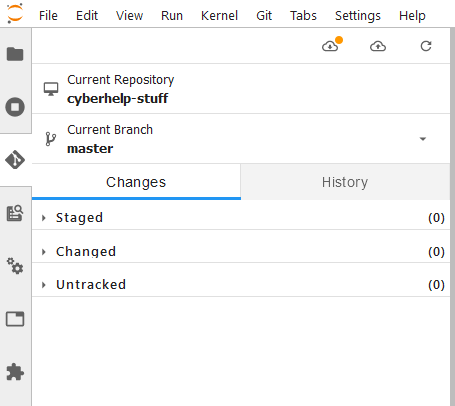 File Edit View Run Kernel Git Tabs Settings Help
Current Repository
cyberhelp-stuff
Current Branch
master
Changes History
Staged (0)
Changed (0)
Untracked (0)